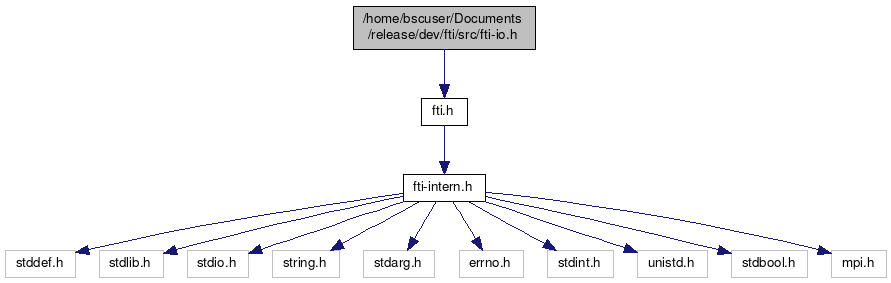 /home/bscuser/Documents
/release/dev/fti/src/fti-io.h
fti.h
fti-intern.h
stddef.h
stdlib.h
stdio.h
string.h
stdarg.h
errno.h
stdint.h
unistd.h
stdbool.h
mpi.h